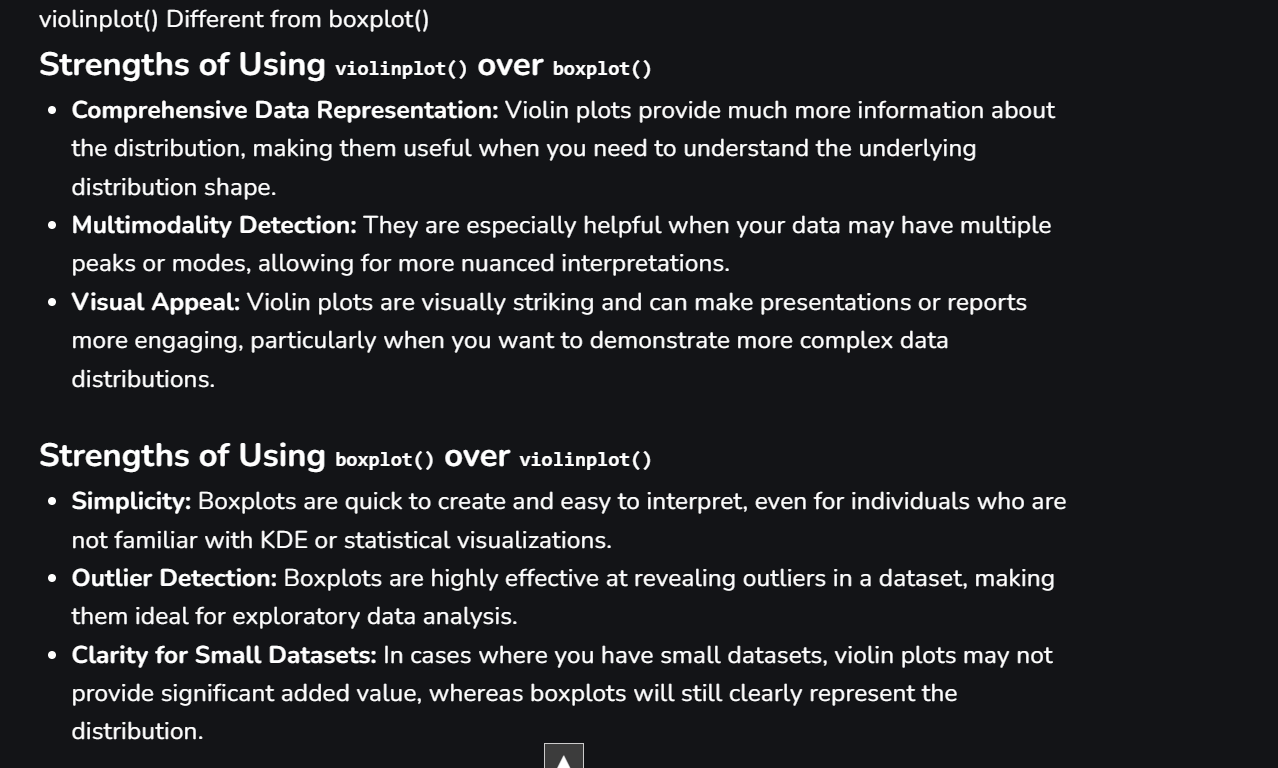 violinplot() Different from boxplot()
Strengths of Using violinplot() over boxplot()
• Comprehensive Data Representation: Violin plots provide much more information about
the distribution, making them useful when you need to understand the underlying
distribution shape.
• Multimodality Detection: They are especially helpful when your data may have multiple
peaks or modes, allowing for more nuanced interpretations.
• Visual Appeal: Violin plots are visually striking and can make presentations or reports
more engaging, particularly when you want to demonstrate more complex data
distributions.
Strengths of Using boxplot() over violinplot()
• Simplicity: Boxplots are quick to create and easy to interpret, even for individuals who are
not familiar with KDE or statistical visualizations.
• Outlier Detection: Boxplots are highly effective at revealing outliers in a dataset, making
them ideal for exploratory data analysis.
• Clarity for Small Datasets: In cases where you have small datasets, violin plots may not
provide significant added value, whereas boxplots will still clearly represent the
distribution.